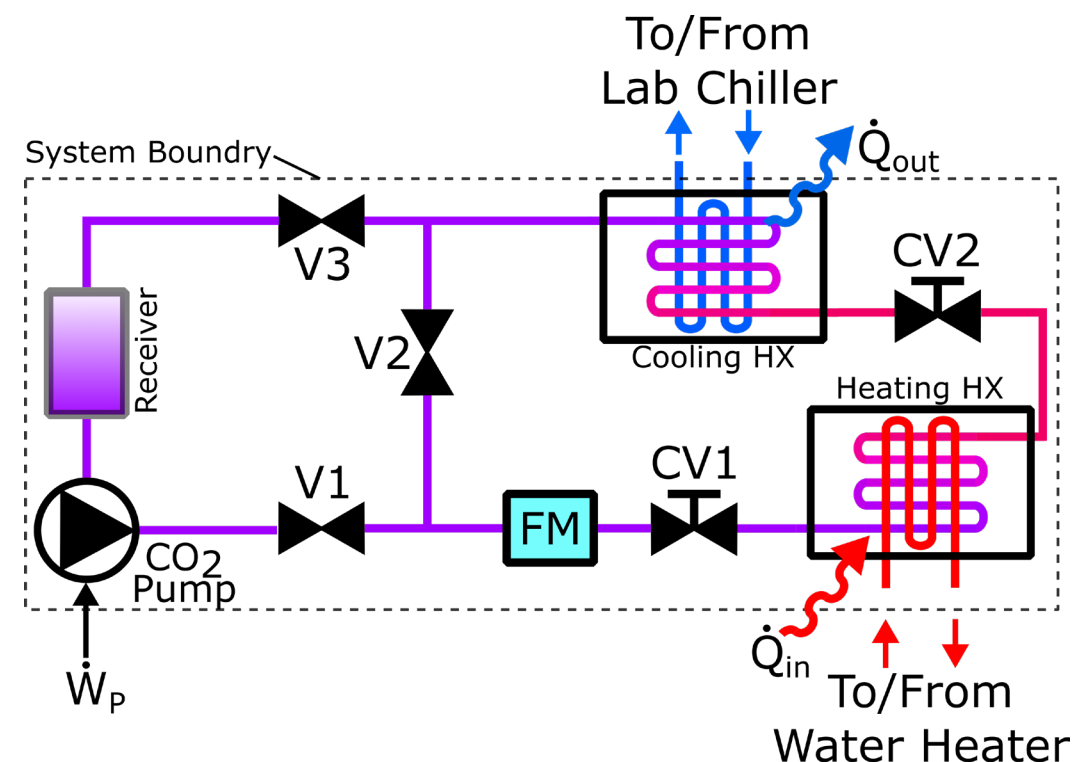 To/From
Lab Chiller
System Boundry
Q̇out
V3
CV2
Receiver
V2
Cooling HX
Heating HX
V1
CV1
FM
CO2
Pump
Q̇in
ẆP
To/From
Water Heater